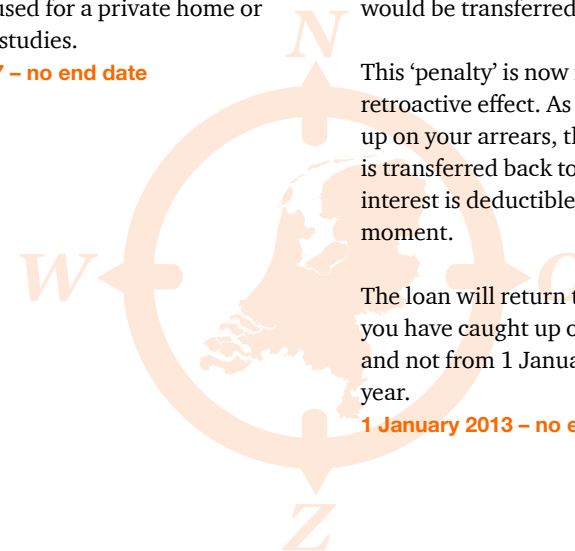 used for a private home or
studies.
– no end date
would be transferred
This ‘penalty’ is now
retroactive effect. As
up on your arrears, th
is transferred back to
interest is deductible
moment.
The loan will return t
you have caught up o
and not from 1 Janua
year.
1 January 2013 – no e
N
W
O
Z